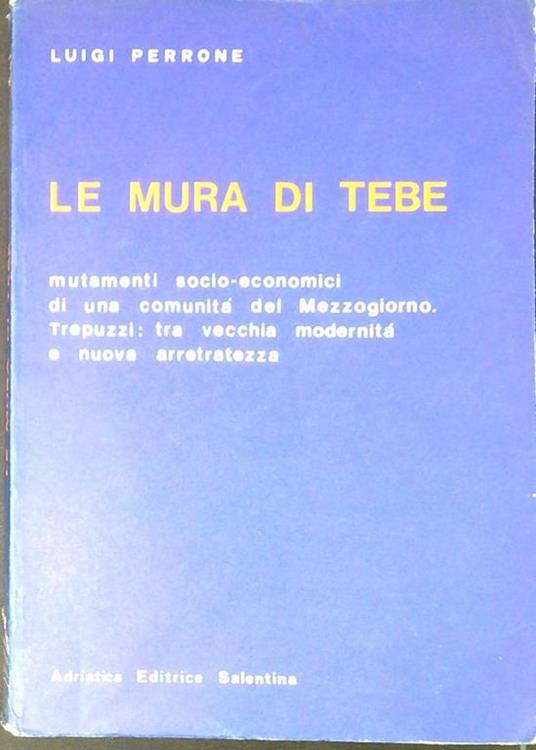 LUIGI PERRONE
LE MURA DI TEBE
mutamenti socio-economici
di una comunitá del Mezzogiorno.
Trepuzzi: tra vecchia modernitá
e nuova arretratezza
Adriatica Editrice Salentina